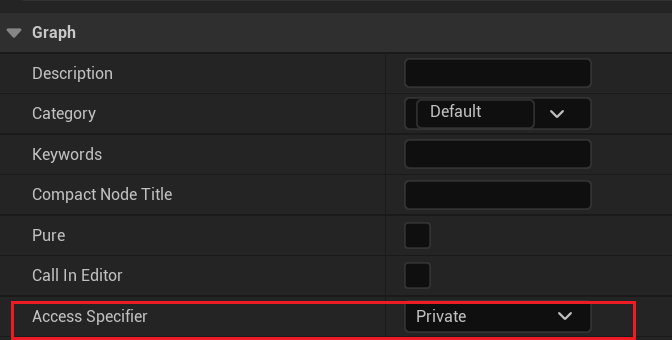 Graph
Description
Category Default
Keywords
Compact Node Title
Pure
Call In Editor
Access Specifier Private